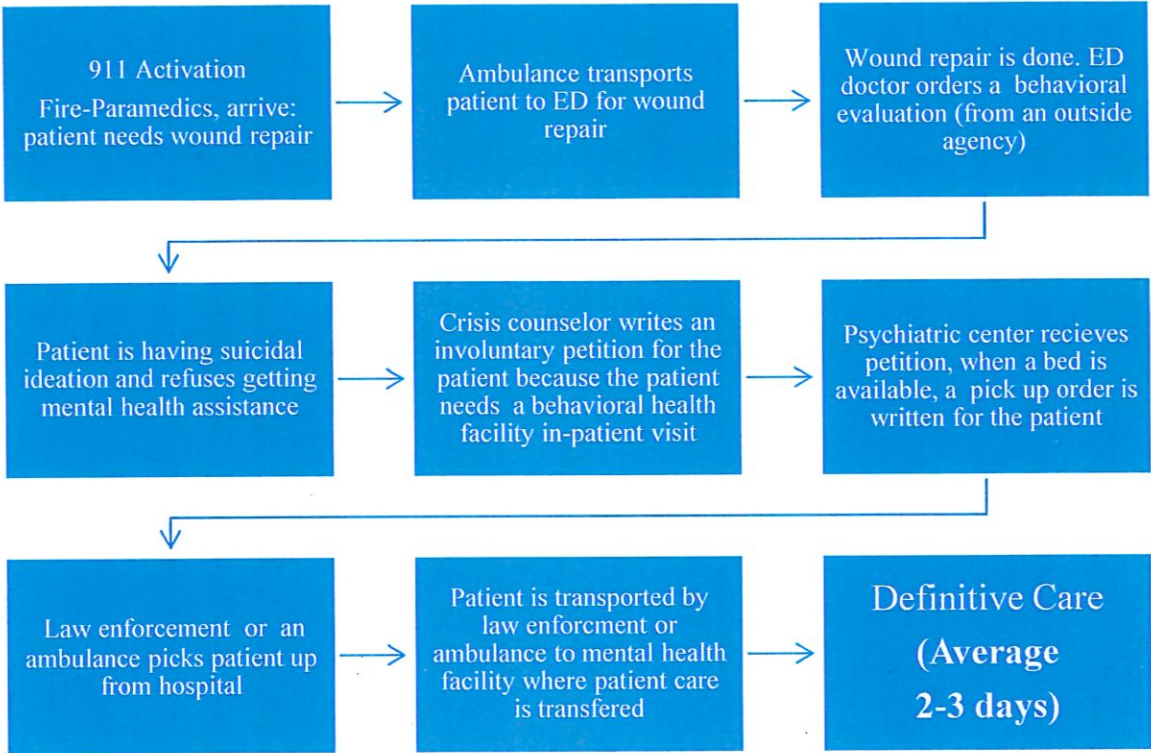 911 Activation
Fire-Paramedics, arrive:
patient needs wound repair
Ambulance transports
patient to ED for wound
repair
Wound repair is done. ED
doctor orders a behavioral
evaluation (from an outside
agency)
Patient is having suicidal
ideation and refuses getting
mental health assistance
Crisis counselor writes an
involuntary petition for the
patient because the patient
needs a behavioral health
facility in-patient visit
Psychiatric center recieves
petition, when a bed is
available, a pick up order is
written for the patient
Law enforcement or an
ambulance picks patient up
from hospital
Patient is transported by
law enforcment or
ambulance to mental health
facility where patient care
is transfered
Definitive Care
(Average
2-3 days)